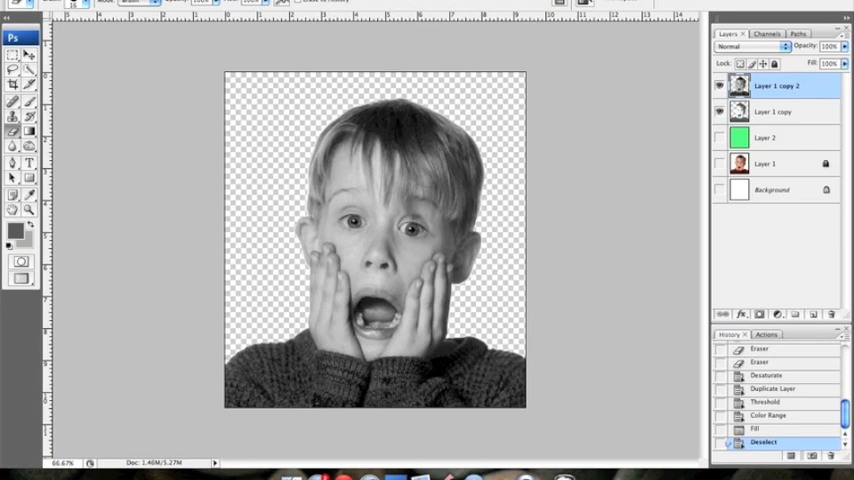 Ps
Layers × Channels Paths
Normal Opacity: 100%
Lock: Fill: 100%
Layer 1 copy 2
Layer 1 copy
Layer 2
Layer 1
Background
History × Actions
Eraser
Eraser
Desaturate
Duplicate Layer
Threshold
Color Range
Fill
Deselect
66.67% Doc: 1.46M/5.27M